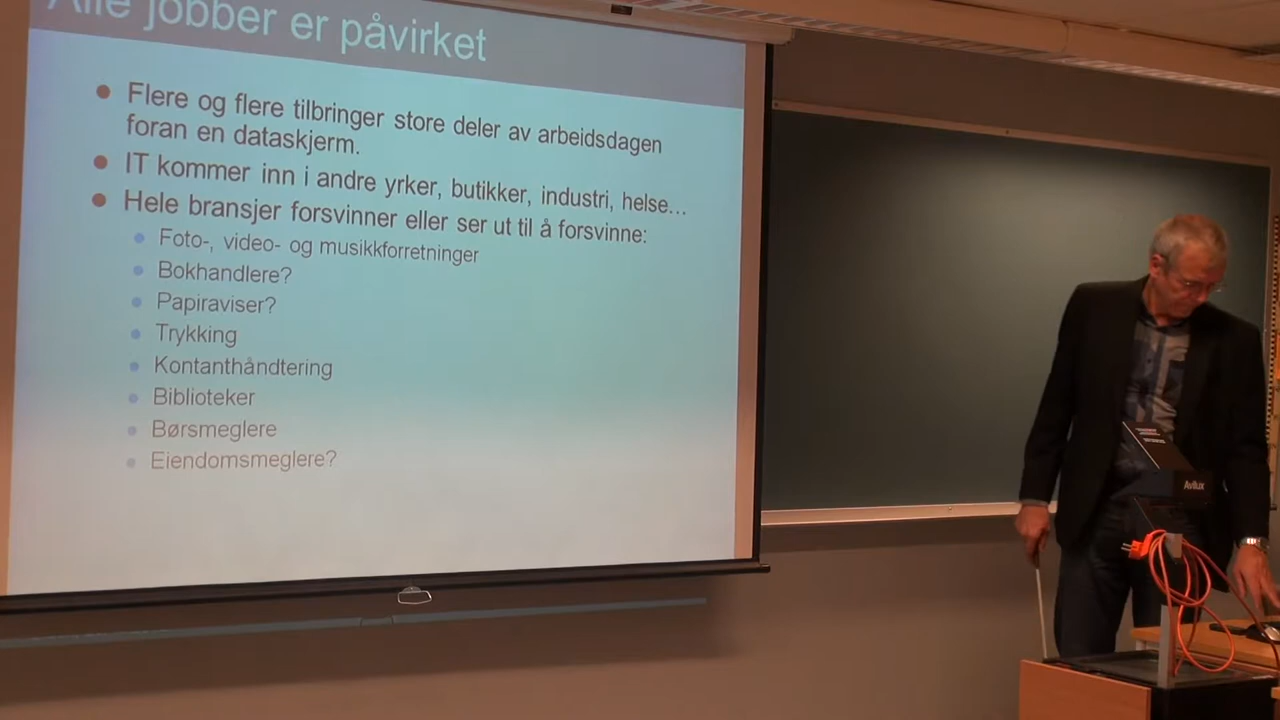 Alle jobber er påvirket
Flere og flere tilbringer store deler av arbeidsdagen
foran en dataskjerm.
IT kommer inn i andre yrker, butikker, industri, helse...
Hele bransjer forsvinner eller ser ut til å forsvinne:
Foto-, video- og musikkforretninger
Bokhandlere?
Papiraviser?
Trykking
Kontanthåndtering
Biblioteker
Børsmeglere
Eiendomsmeglere?
Avilux